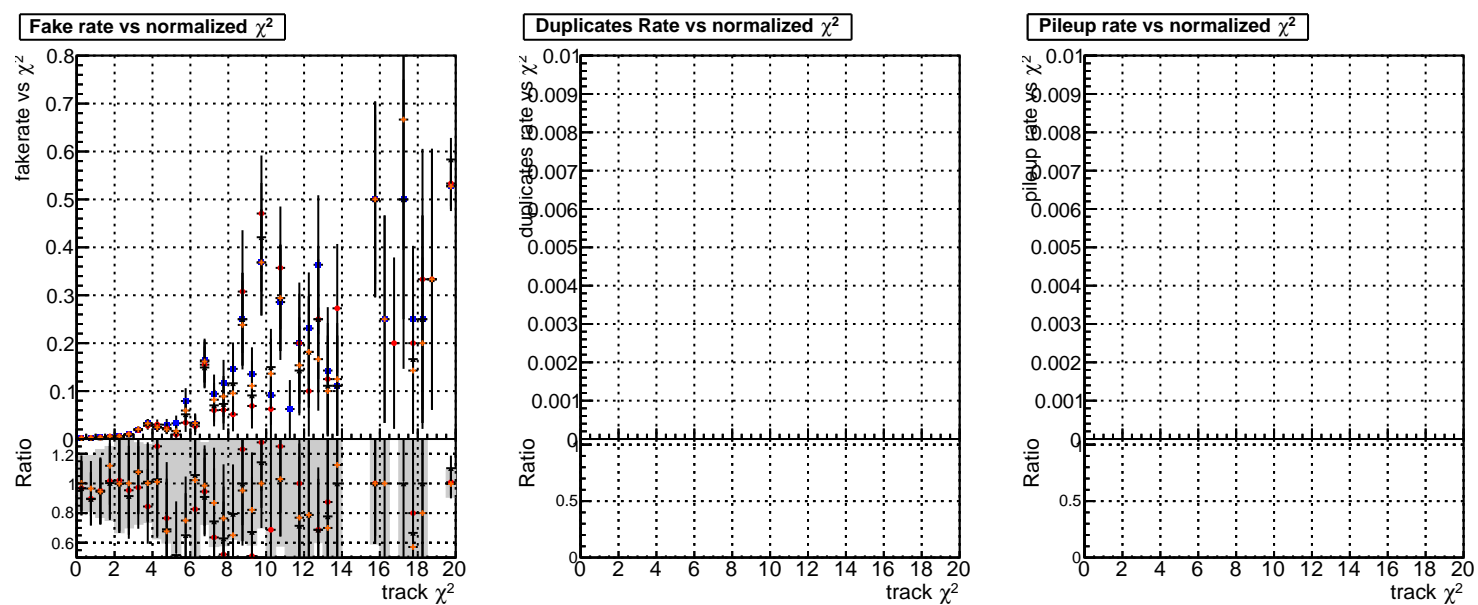 Fake rate vs normalized χ²
fakerate vs χ²
0.8
0.7
0.6
0.5
0.4
0.3
0.2
0.1
0
Ratio
1.2
1
0.8
0.6
0 2 4 6 8 10 12 14 16 18 20
track χ²
Duplicates Rate vs normalized χ²
duplicates rate vs χ²
0.01
0.009
0.008
0.007
0.006
0.005
0.004
0.003
0.002
0.001
0
Ratio
1
0.5
0
0 2 4 6 8 10 12 14 16 18 20
track χ²
Pileup rate vs normalized χ²
pileup rate vs χ²
0.01
0.009
0.008
0.007
0.006
0.005
0.004
0.003
0.002
0.001
0
Ratio
1
0.5
0
0 2 4 6 8 10 12 14 16 18 20
track χ²